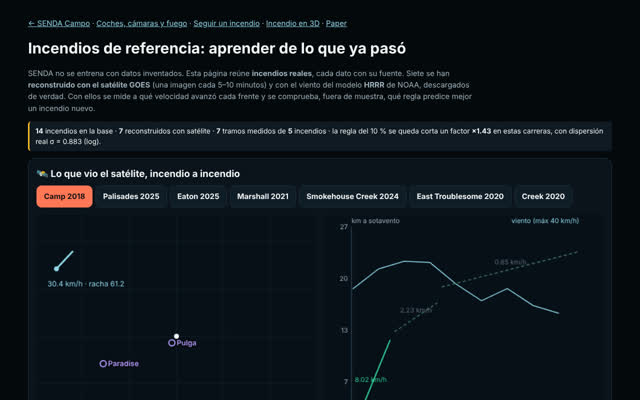 ← SENDA Campo · Coches, cámaras y fuego · Seguir un incendio · Incendio en 3D · Paper
Incendios de referencia: aprender de lo que ya pasó
SENDA no se entrena con datos inventados. Esta página reúne incendios reales, cada dato con su fuente. Siete se han
reconstruido con el satélite GOES (una imagen cada 5–10 minutos) y con el viento del modelo HRRR de NOAA, descargados
de verdad. Con ellos se mide a qué velocidad avanzó cada frente y se comprueba, fuera de muestra, qué regla predice mejor
un incendio nuevo.
14 incendios en la base · 7 reconstruidos con satélite · 7 tramos medidos de 5 incendios · la regla del 10 % se queda corta un factor ×1.43 en estas carreras, con dispersión
real σ = 0.883 (log).
Lo que vio el satélite, incendio a incendio
Camp 2018
Palisades 2025
Eaton 2025
Marshall 2021
Smokehouse Creek 2024
East Troublesome 2020
Creek 2020
30.4 km/h · racha 61.2
Pulga
Paradise
km a sotavento
viento (máx 40 km/h)
27
20
13
7
0.85 km/h
2.23 km/h
8.02 km/h